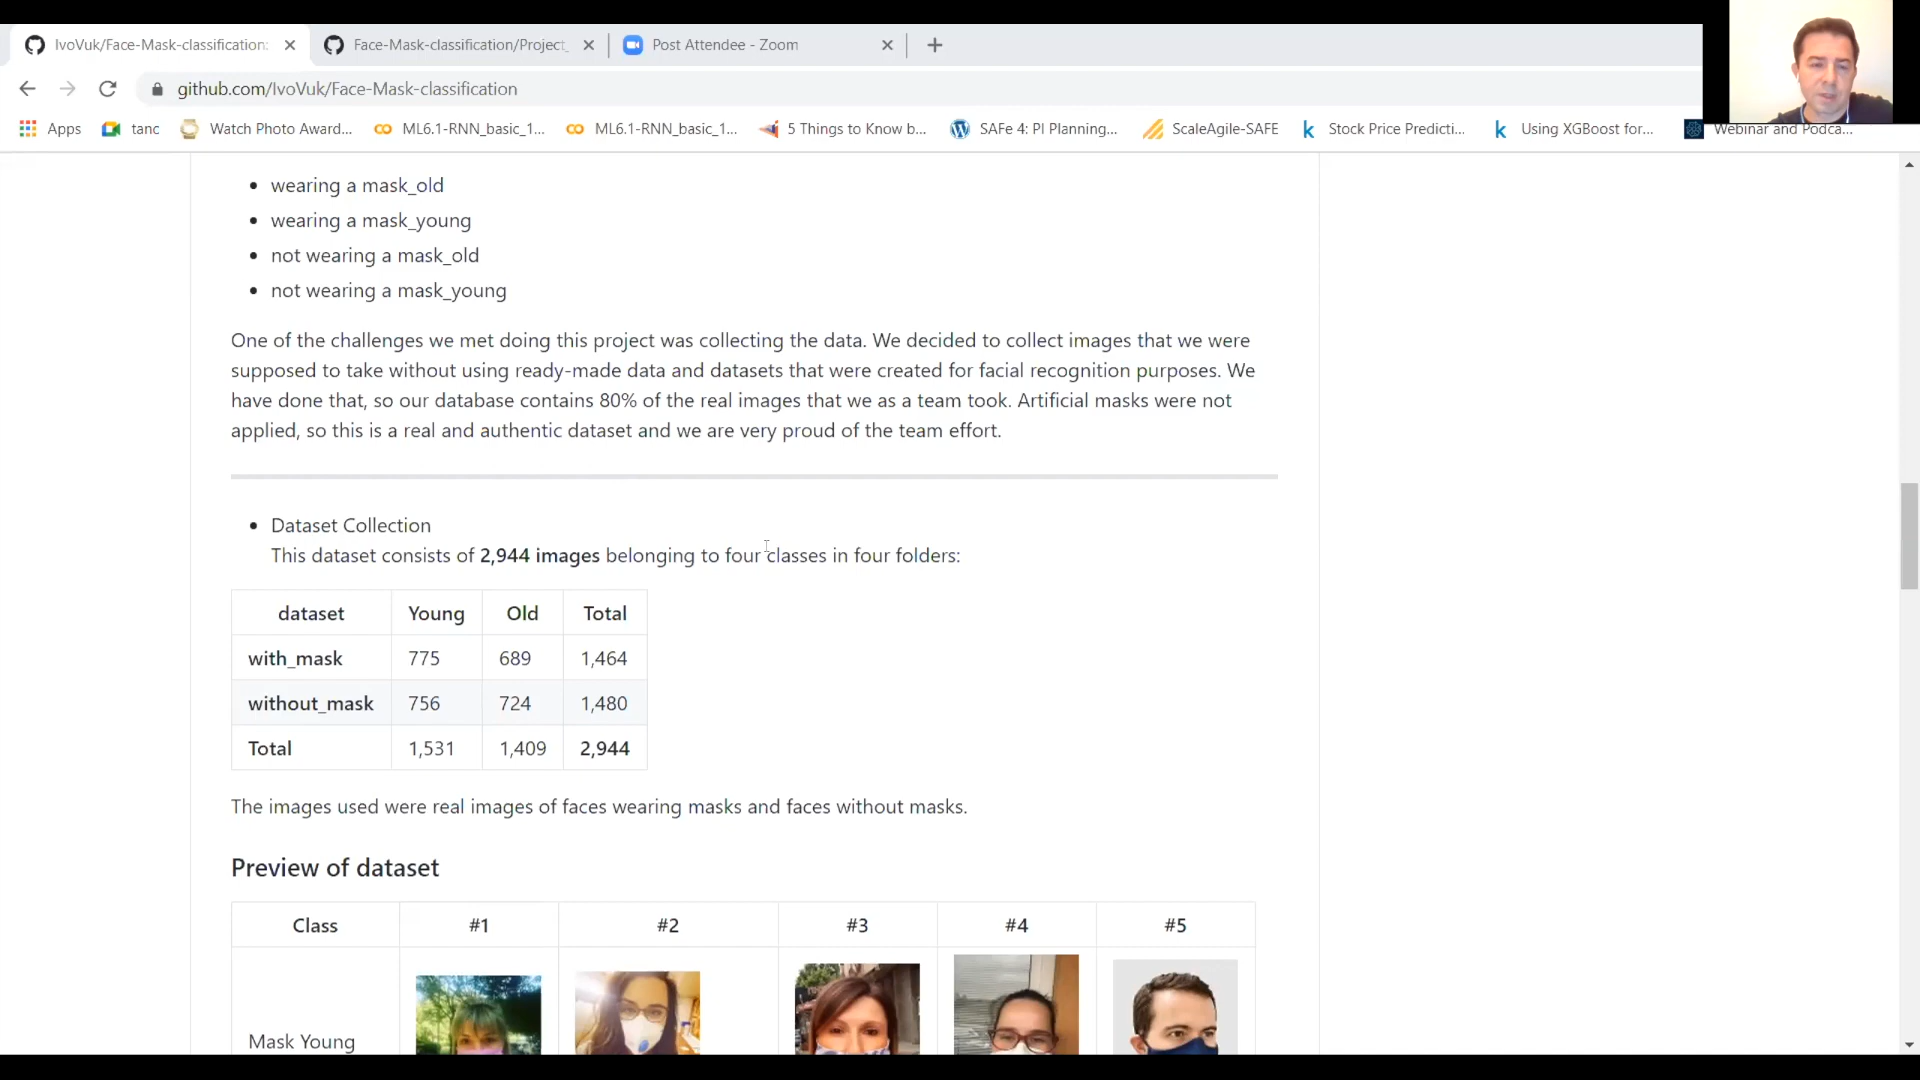 IvoVuk/Face-Mask-classification:
Face-Mask-classification/Project_
Post Attendee - Zoom
github.com/IvoVuk/Face-Mask-classification
Apps
tanc
Watch Photo Award...
ML6.1-RNN_basic_1...
ML6.1-RNN_basic_1...
5 Things to Know b...
SAFe 4: PI Planning...
ScaleAgile-SAFE
Stock Price Predicti...
Using XGBoost for...
Webinar and Podca...
• wearing a mask_old
• wearing a mask_young
• not wearing a mask_old
• not wearing a mask_young
One of the challenges we met doing this project was collecting the data. We decided to collect images that we were
supposed to take without using ready-made data and datasets that were created for facial recognition purposes. We
have done that, so our database contains 80% of the real images that we as a team took. Artificial masks were not
applied, so this is a real and authentic dataset and we are very proud of the team effort.
• Dataset Collection
This dataset consists of 2,944 images belonging to four classes in four folders:
dataset Young Old Total
with_mask 775 689 1,464
without_mask 756 724 1,480
Total 1,531 1,409 2,944
The images used were real images of faces wearing masks and faces without masks.
Preview of dataset
Class #1 #2 #3 #4 #5
Mask Young